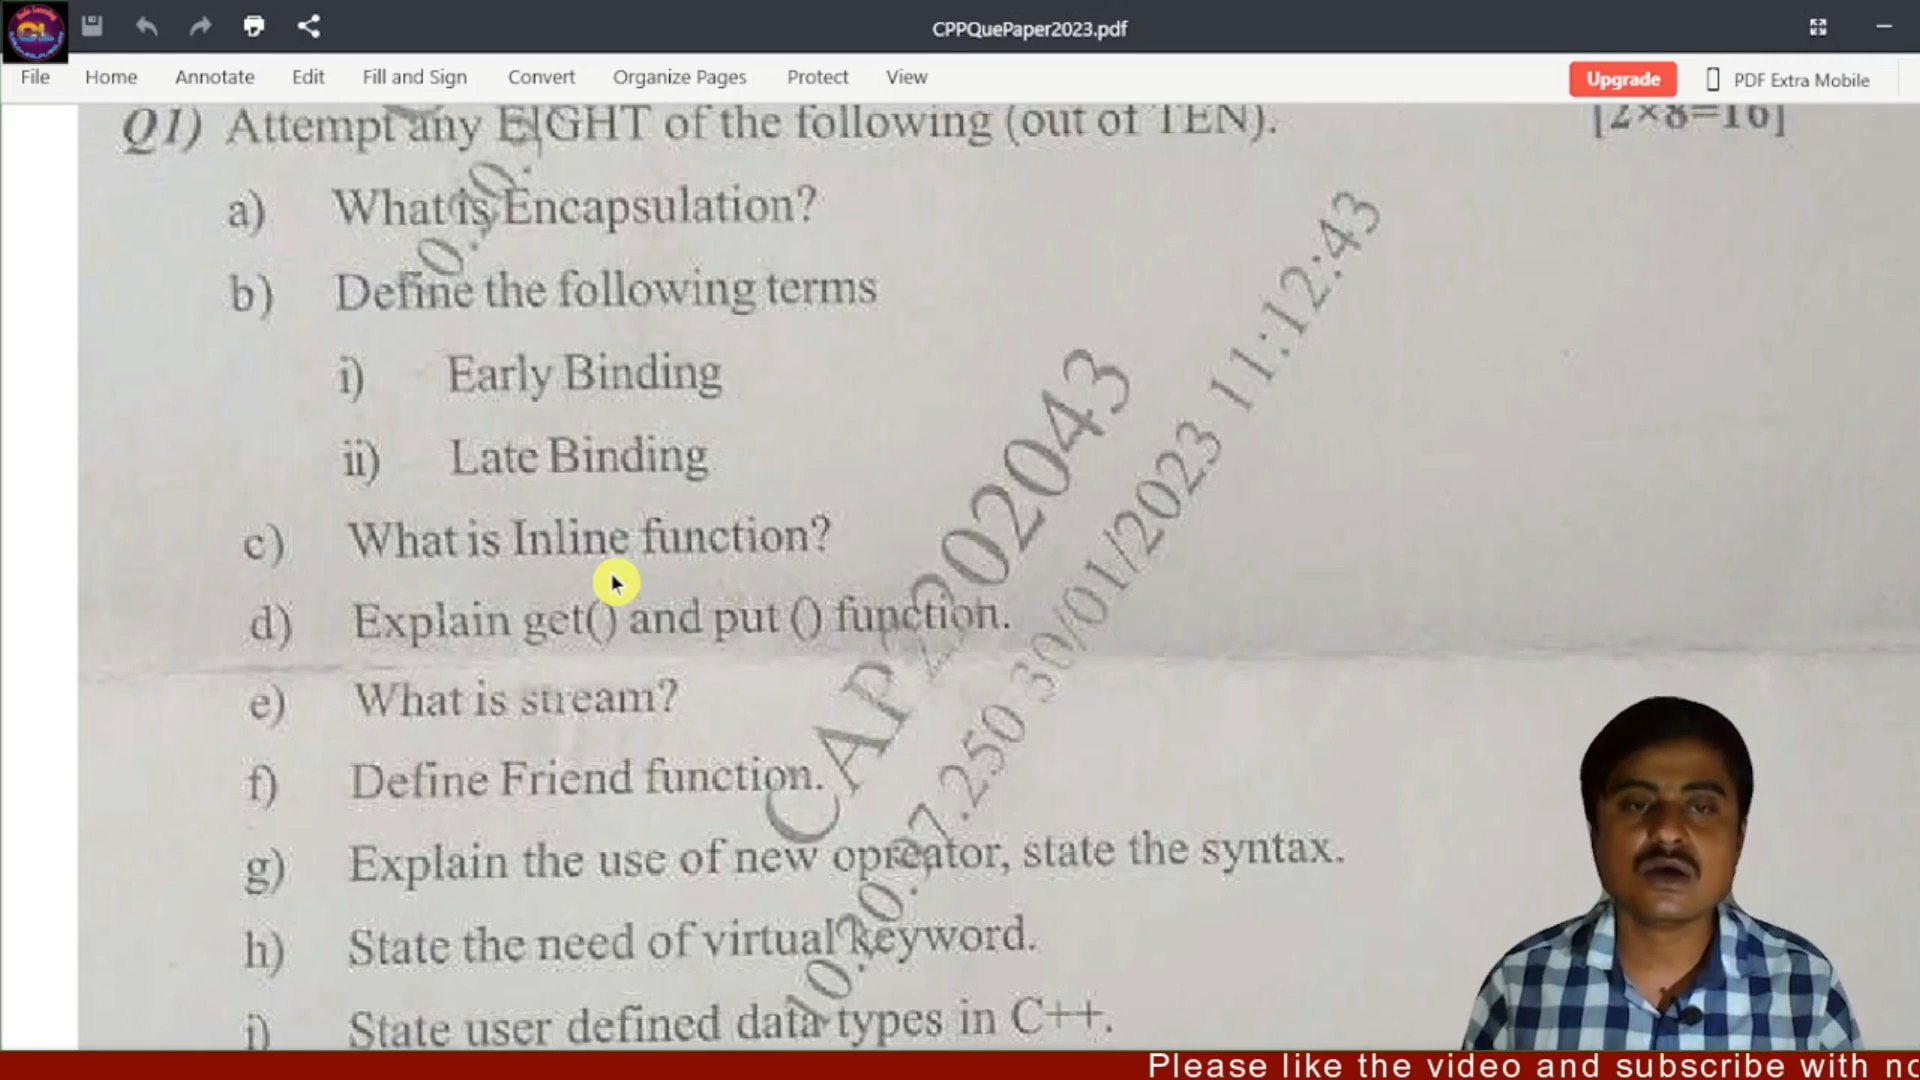 CPPQuePaper2023.pdf
File Home Annotate Edit Fill and Sign Convert Organize Pages Protect View Upgrade PDF Extra Mobile
Q1) Attempt any EIGHT of the following (out of TEN). [2×8=16]
a) What is Encapsulation?
b) Define the following terms
i) Early Binding
ii) Late Binding
c) What is Inline function?
d) Explain get() and put () function.
e) What is stream?
f) Define Friend function.
g) Explain the use of new opreator, state the syntax.
h) State the need of virtual keyword.
i) State user defined data types in C++.
30/01/2023 11:12:43
Please like the video and subscribe with no